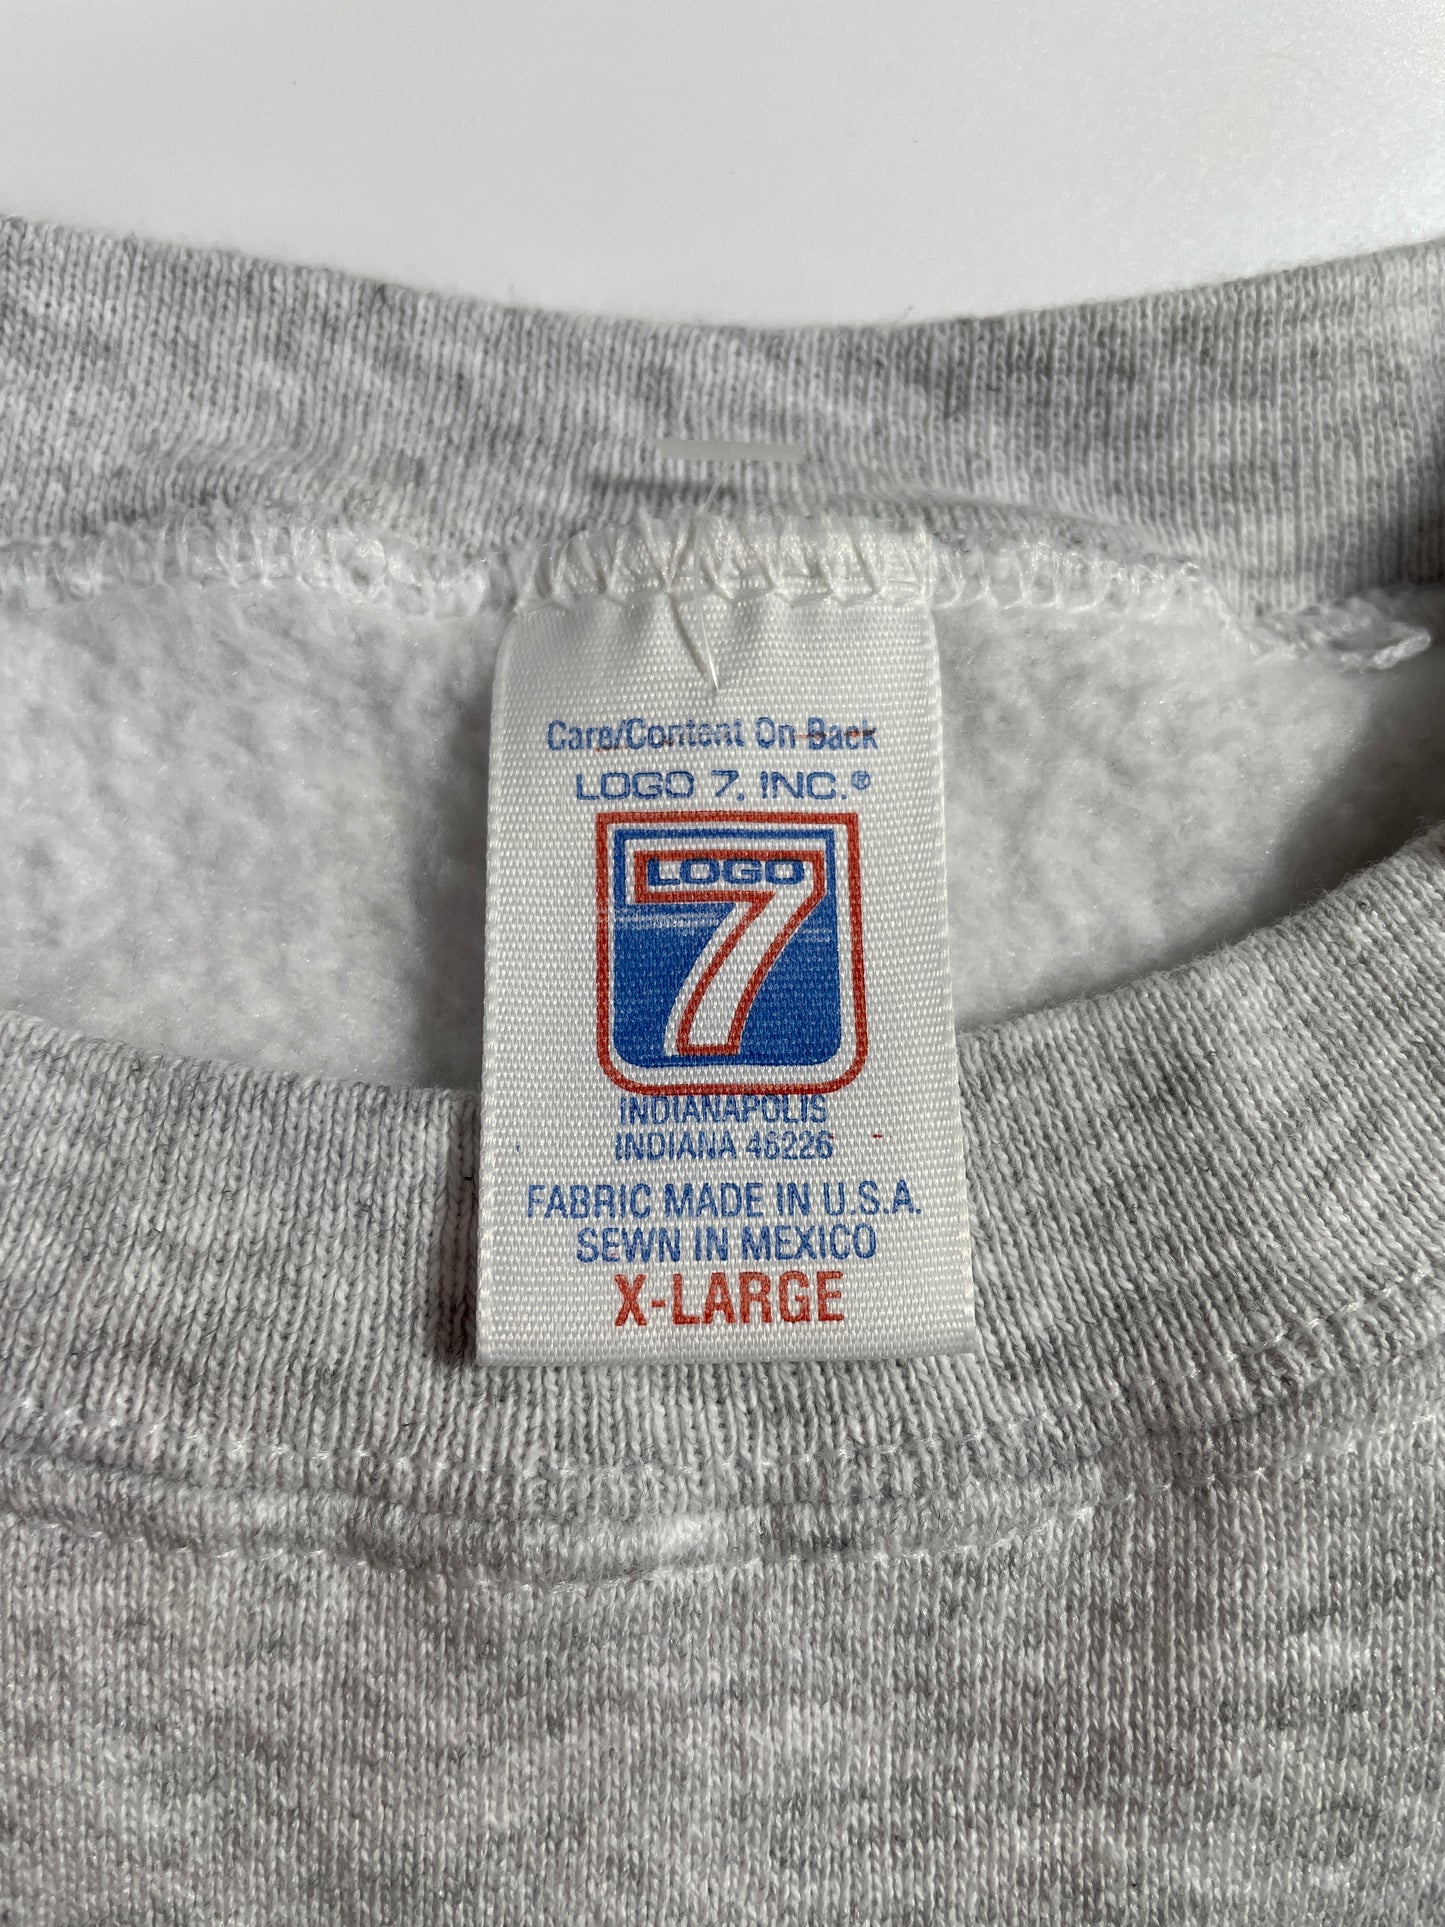 Care/Content On Back
LOGO 7, INC.®
LOGO
7
INDIANAPOLIS
INDIANA 46226
FABRIC MADE IN U.S.A.
SEWN IN MEXICO
X-LARGE